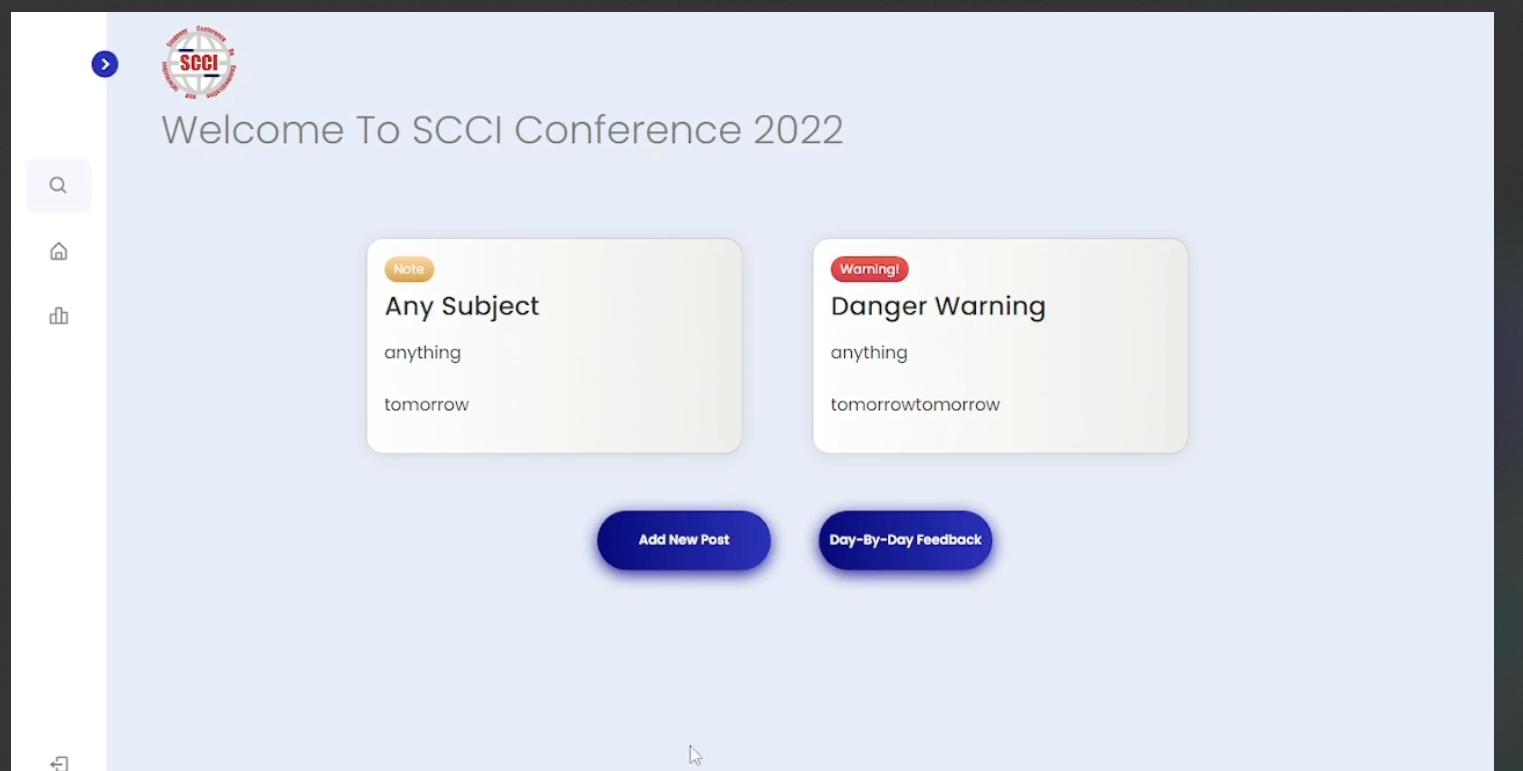 SCCI
Welcome To SCCI Conference 2022
Note
Any Subject
anything
tomorrow
Warning!
Danger Warning
anything
tomorrowtomorrow
Add New Post
Day-By-Day Feedback